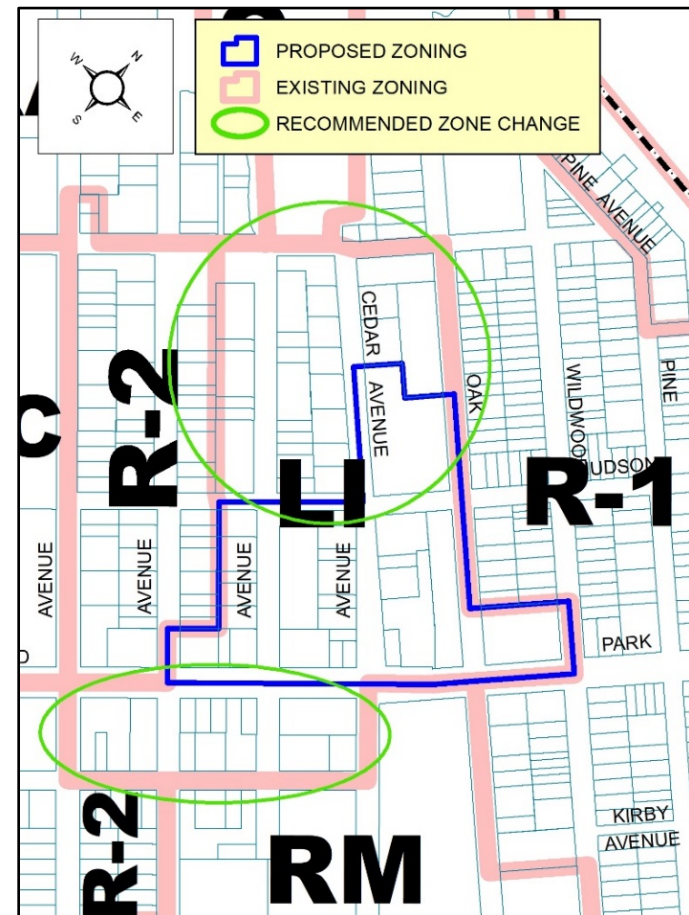 W
N
S
E
PROPOSED ZONING
EXISTING ZONING
RECOMMENDED ZONE CHANGE
PINE AVENUE
CEDAR
AVENUE
OAK
WILDWOO
PINE
R-2
C
LI
UDSON
R-1
AVENUE
AVENUE
AVENUE
AVENUE
PARK
D
R-2
RM
KIRBY
AVENUE